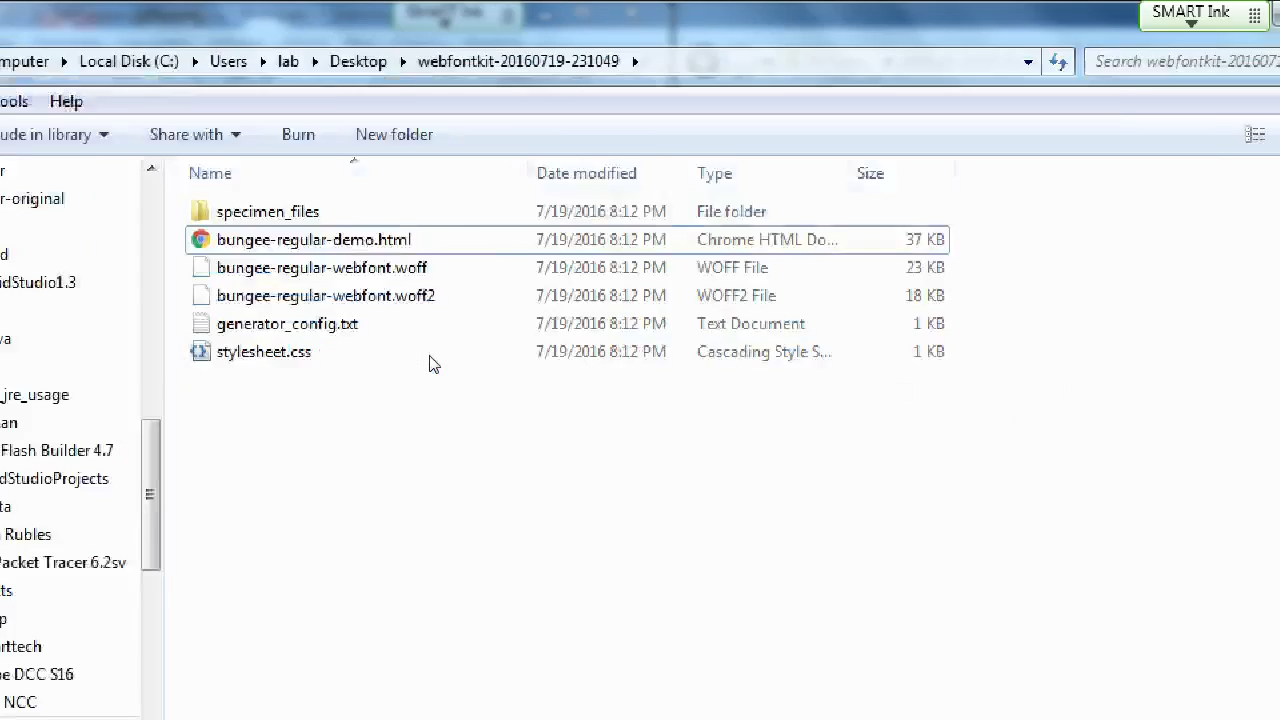 SMART Ink
SMART Ink
mputer Local Disk (C:) Users lab Desktop webfontkit-20160719-231049 Search webfontkit-2016071
ools Help
ude in library Share with Burn New folder
Name Date modified Type Size
specimen_files 7/19/2016 8:12 PM File folder
bungee-regular-demo.html 7/19/2016 8:12 PM Chrome HTML Do... 37 KB
bungee-regular-webfont.woff 7/19/2016 8:12 PM WOFF File 23 KB
bungee-regular-webfont.woff2 7/19/2016 8:12 PM WOFF2 File 18 KB
generator_config.txt 7/19/2016 8:12 PM Text Document 1 KB
stylesheet.css 7/19/2016 8:12 PM Cascading Style S... 1 KB
r
r-original
d
idStudio1.3
va
_jre_usage
an
Flash Builder 4.7
dStudioProjects
ta
Rubles
Packet Tracer 6.2sv
ts
p
arttech
be DCC S16
NCC